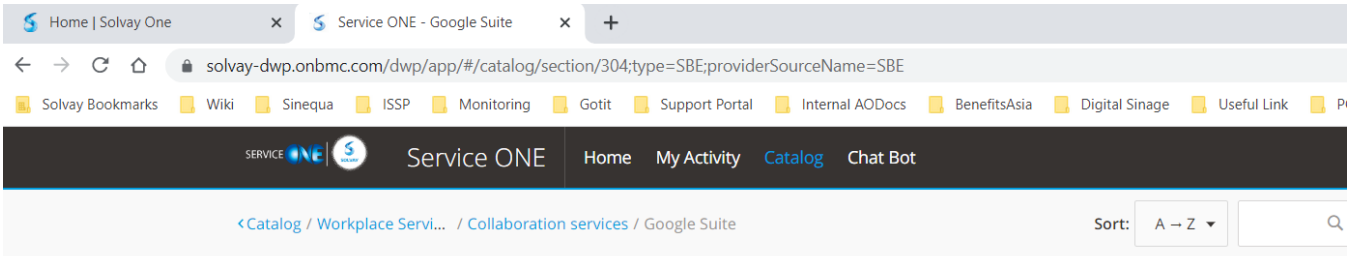 Home | Solvay One × Service ONE - Google Suite × +
solvay-dwp.onbmc.com/dwp/app/#/catalog/section/304;type=SBE;providerSourceName=SBE
Solvay Bookmarks Wiki Sinequa ISSP Monitoring Gotit Support Portal Internal AODocs BenefitsAsia Digital Sinage Useful Link
SERVICE ONE SOLVAY Service ONE Home My Activity Catalog Chat Bot
<Catalog / Workplace Servi... / Collaboration services / Google Suite Sort: A → Z